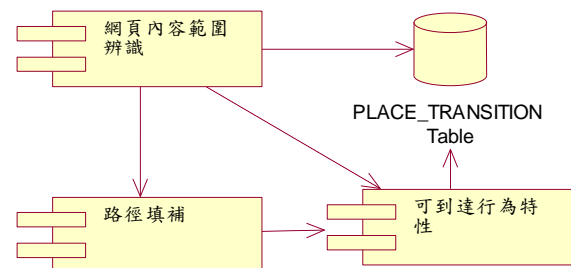 網頁內容範圍
辨識
PLACE_TRANSITION
Table
路徑填補
可到達行為特
性